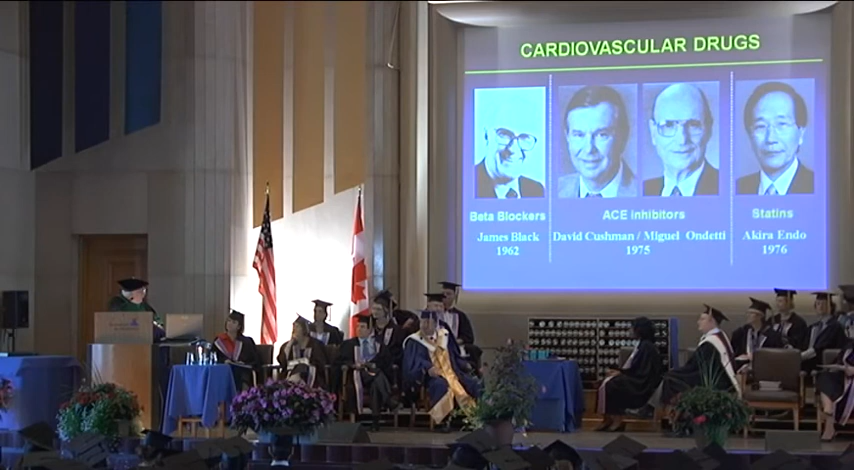 CARDIOVASCULAR DRUGS
Beta Blockers
James Black
1962
ACE inhibitors
David Cushman / Miguel Ondetti
1975
Statins
Akira Endo
1976